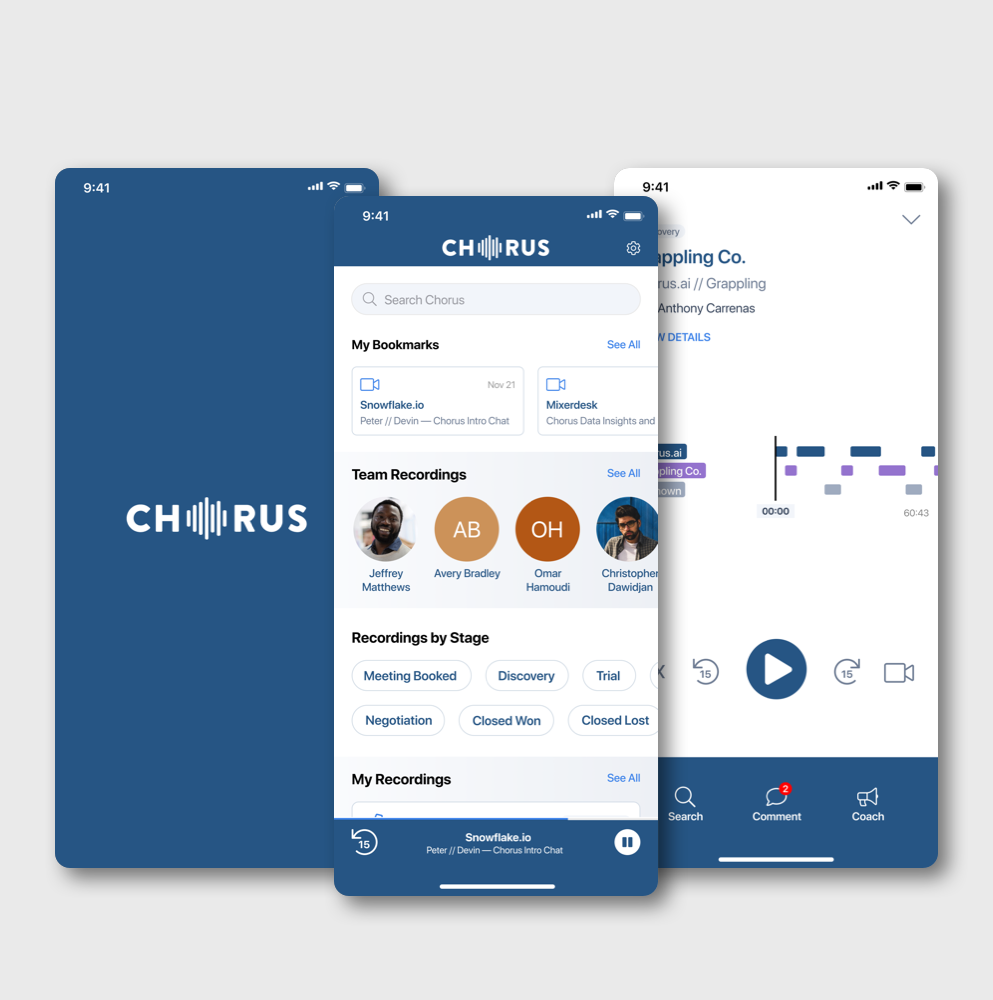 9:41
CHORUS
9:41
CHORUS
Search Chorus
My Bookmarks
See All
Nov 21
Snowflake.io
Peter // Devin — Chorus Intro Chat
Mixerdesk
Chorus Data Insights and
Team Recordings
See All
AB
OH
Jeffrey
Matthews
Avery Bradley
Omar
Hamoudi
Christopher
Dawidjan
Recordings by Stage
Meeting Booked
Discovery
Trial
Negotiation
Closed Won
Closed Lost
My Recordings
See All
15
Snowflake.io
Peter // Devin — Chorus Intro Chat
9:41
overy
appling Co.
rus.ai // Grappling
Anthony Carrenas
W DETAILS
rus.ai
ppling Co.
nown
00:00
60:43
X
15
15
Search
2
Comment
Coach